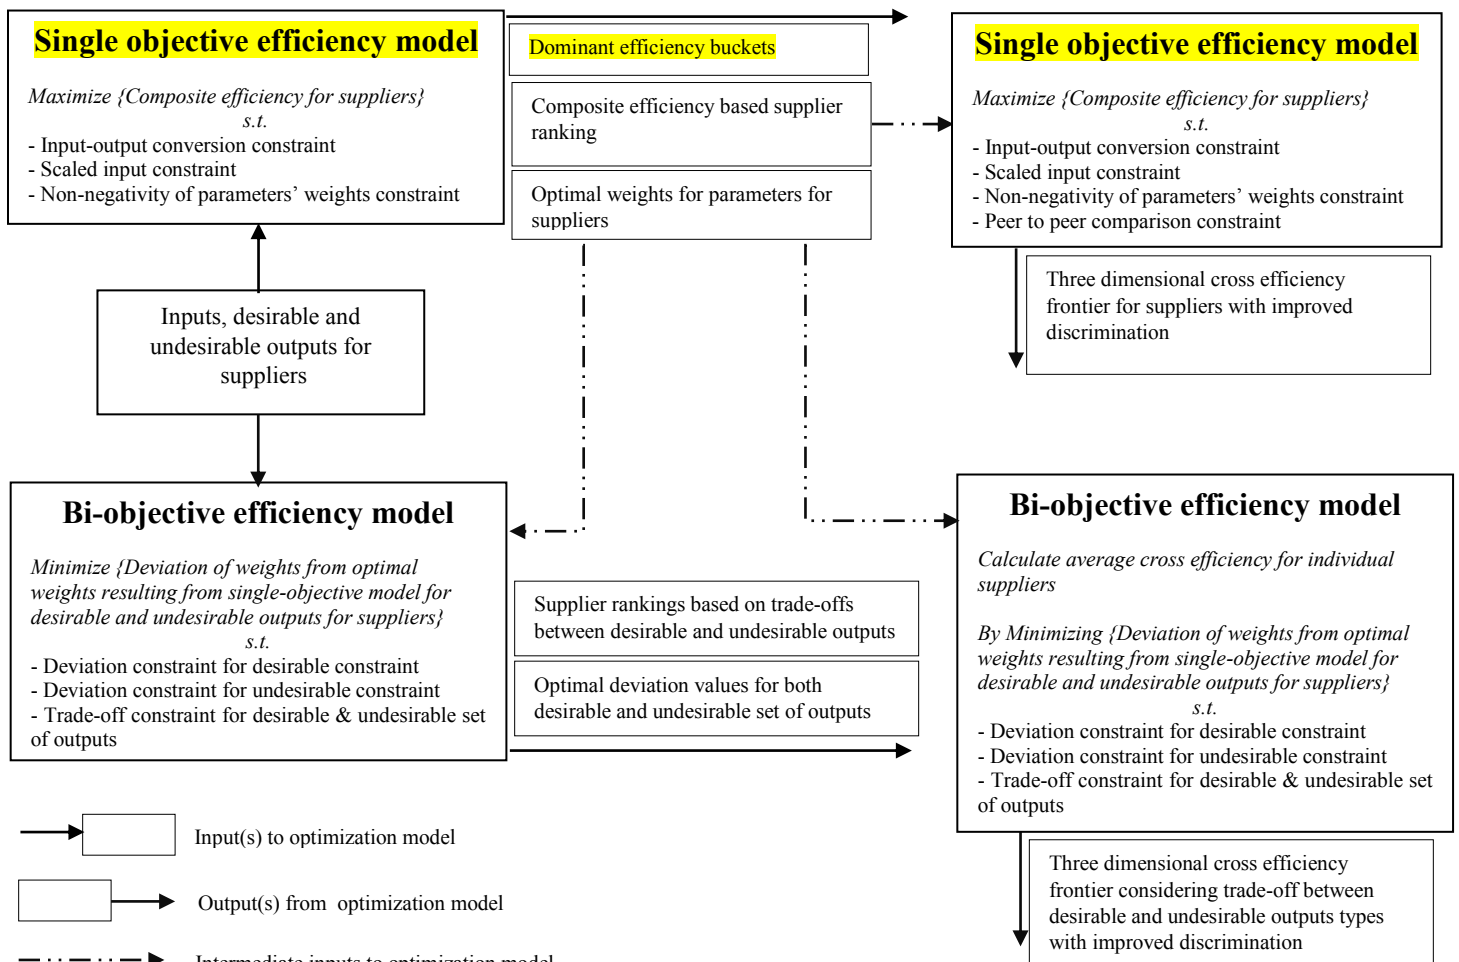 Single objective efficiency model
Maximize {Composite efficiency for suppliers}
s.t.
- Input-output conversion constraint
- Scaled input constraint
- Non-negativity of parameters’ weights constraint
Dominant efficiency buckets
Composite efficiency based supplier
ranking
Optimal weights for parameters for
suppliers
Single objective efficiency model
Maximize {Composite efficiency for suppliers}
s.t.
- Input-output conversion constraint
- Scaled input constraint
- Non-negativity of parameters’ weights constraint
- Peer to peer comparison constraint
Three dimensional cross efficiency
frontier for suppliers with improved
discrimination
Inputs, desirable and
undesirable outputs for
suppliers
Bi-objective efficiency model
Minimize {Deviation of weights from optimal
weights resulting from single-objective model for
desirable and undesirable outputs for suppliers}
s.t.
- Deviation constraint for desirable constraint
- Deviation constraint for undesirable constraint
- Trade-off constraint for desirable & undesirable set
of outputs
Supplier rankings based on trade-offs
between desirable and undesirable outputs
Optimal deviation values for both
desirable and undesirable set of outputs
Bi-objective efficiency model
Calculate average cross efficiency for individual
suppliers
By Minimizing {Deviation of weights from optimal
weights resulting from single-objective model for
desirable and undesirable outputs for suppliers}
s.t.
- Deviation constraint for desirable constraint
- Deviation constraint for undesirable constraint
- Trade-off constraint for desirable & undesirable set
of outputs
Three dimensional cross efficiency
frontier considering trade-off between
desirable and undesirable outputs types
with improved discrimination
Input(s) to optimization model
Output(s) from optimization model
Intermediate inputs to optimization model